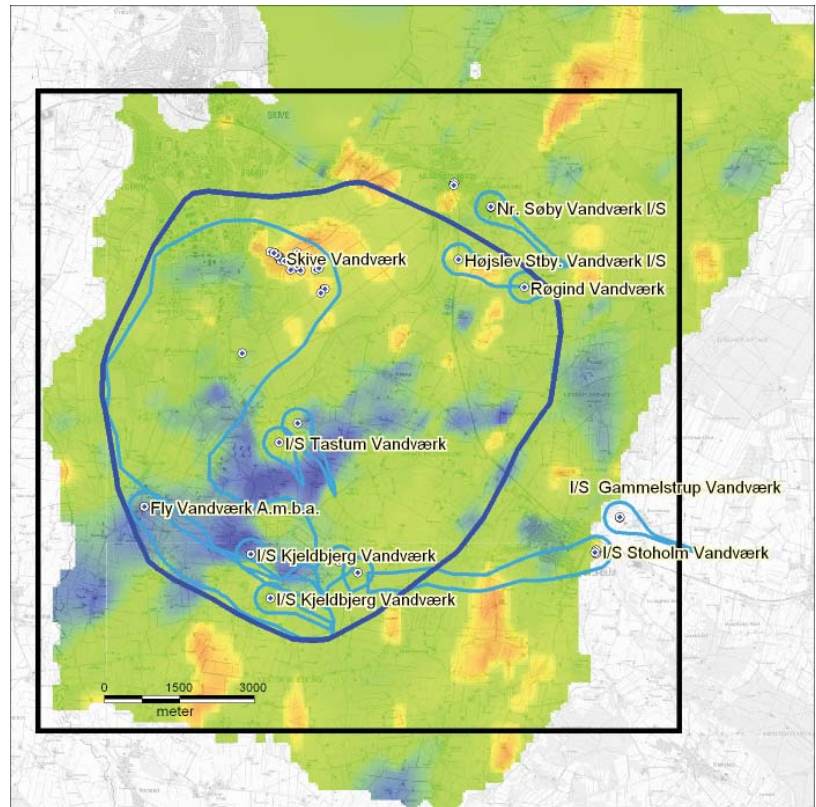 SKIVE
Nr. Søby Vandværk I/S
Skive Vandværk
Højslev Stby. Vandværk I/S
Røgind Vandværk
I/S Tastum Vandværk
I/S Gammelstrup Vandværk
Fly Vandværk A.m.b.a.
I/S Kjeldbjerg Vandværk
I/S Stoholm Vandværk
I/S Kjeldbjerg Vandværk
0 1500 3000
meter